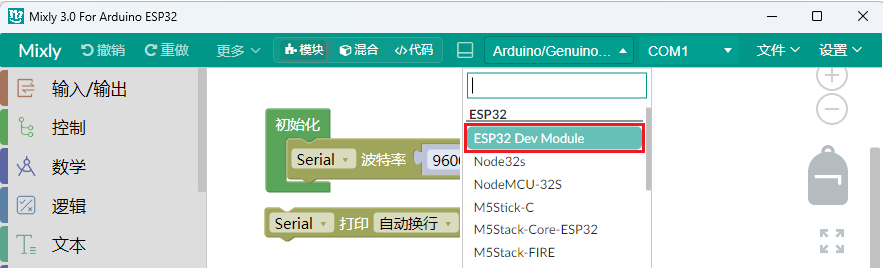 Mixly 3.0 For Arduino ESP32
Mixly 撤销 重做 更多 模块 混合 代码 Arduino/Genuino... COM1 文件 设置
输入/输出
控制
数学
逻辑
文本
初始化
Serial 波特率 9600
Serial 打印 自动换行
ESP32
ESP32 Dev Module
Node32s
NodeMCU-32S
M5Stick-C
M5Stack-Core-ESP32
M5Stack-FIRE